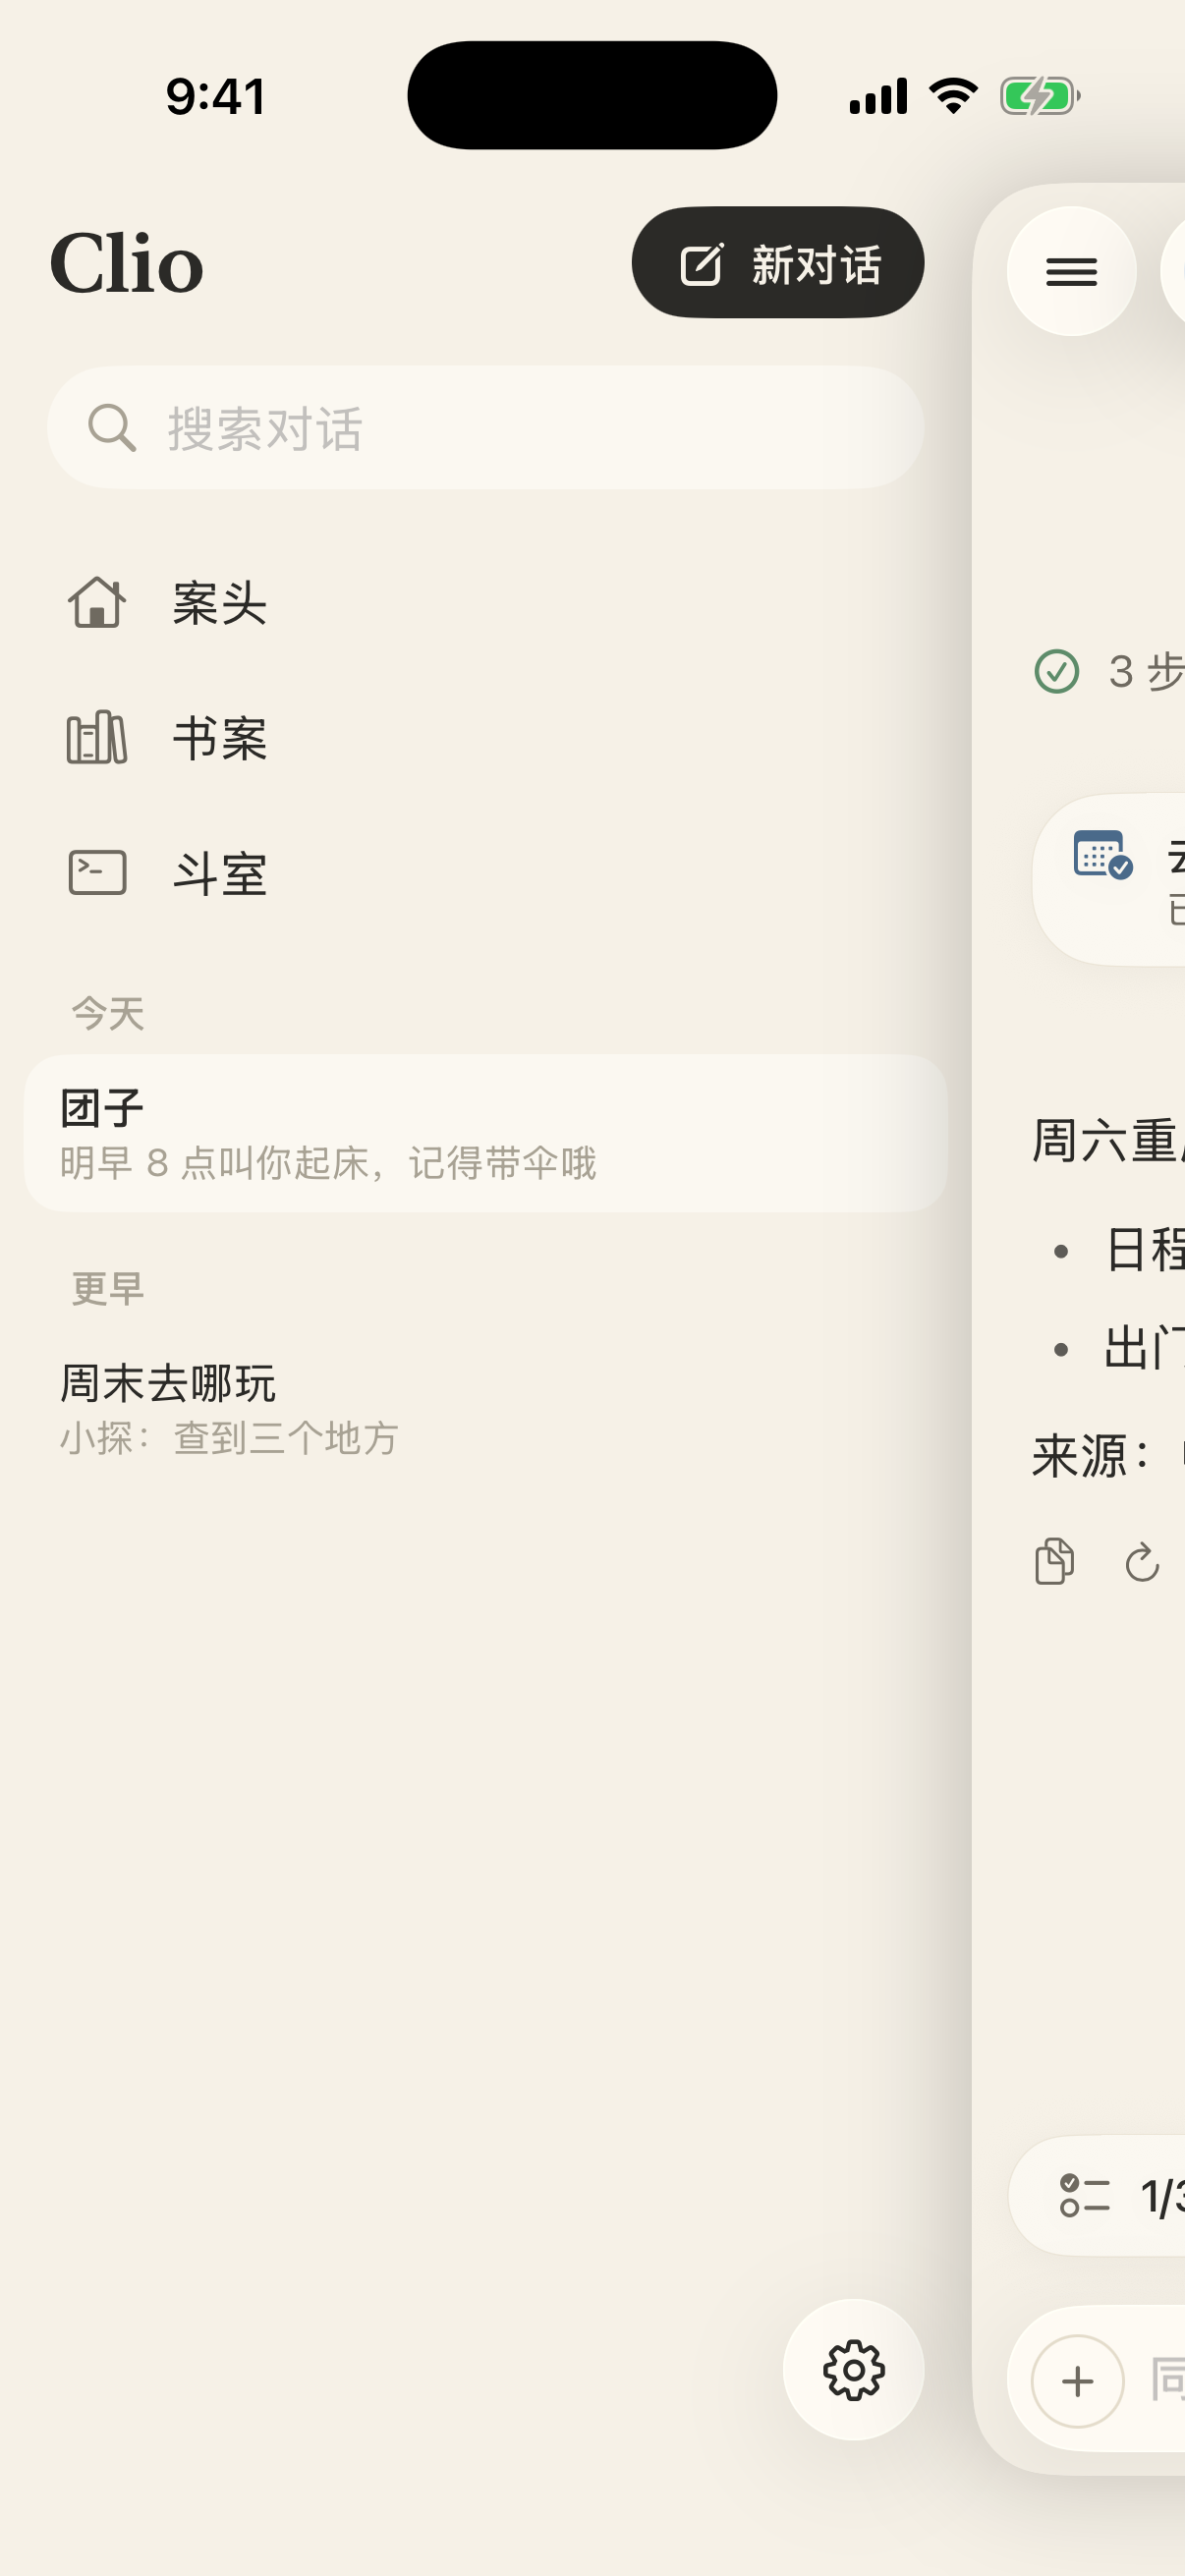 9:41
Clio
新对话
搜索对话
案头
书案
斗室
今天
团子
明早 8 点叫你起床，记得带伞哦
更早
周末去哪玩
小探：查到三个地方
3 步
周六重
日程
出门
来源：
1/3